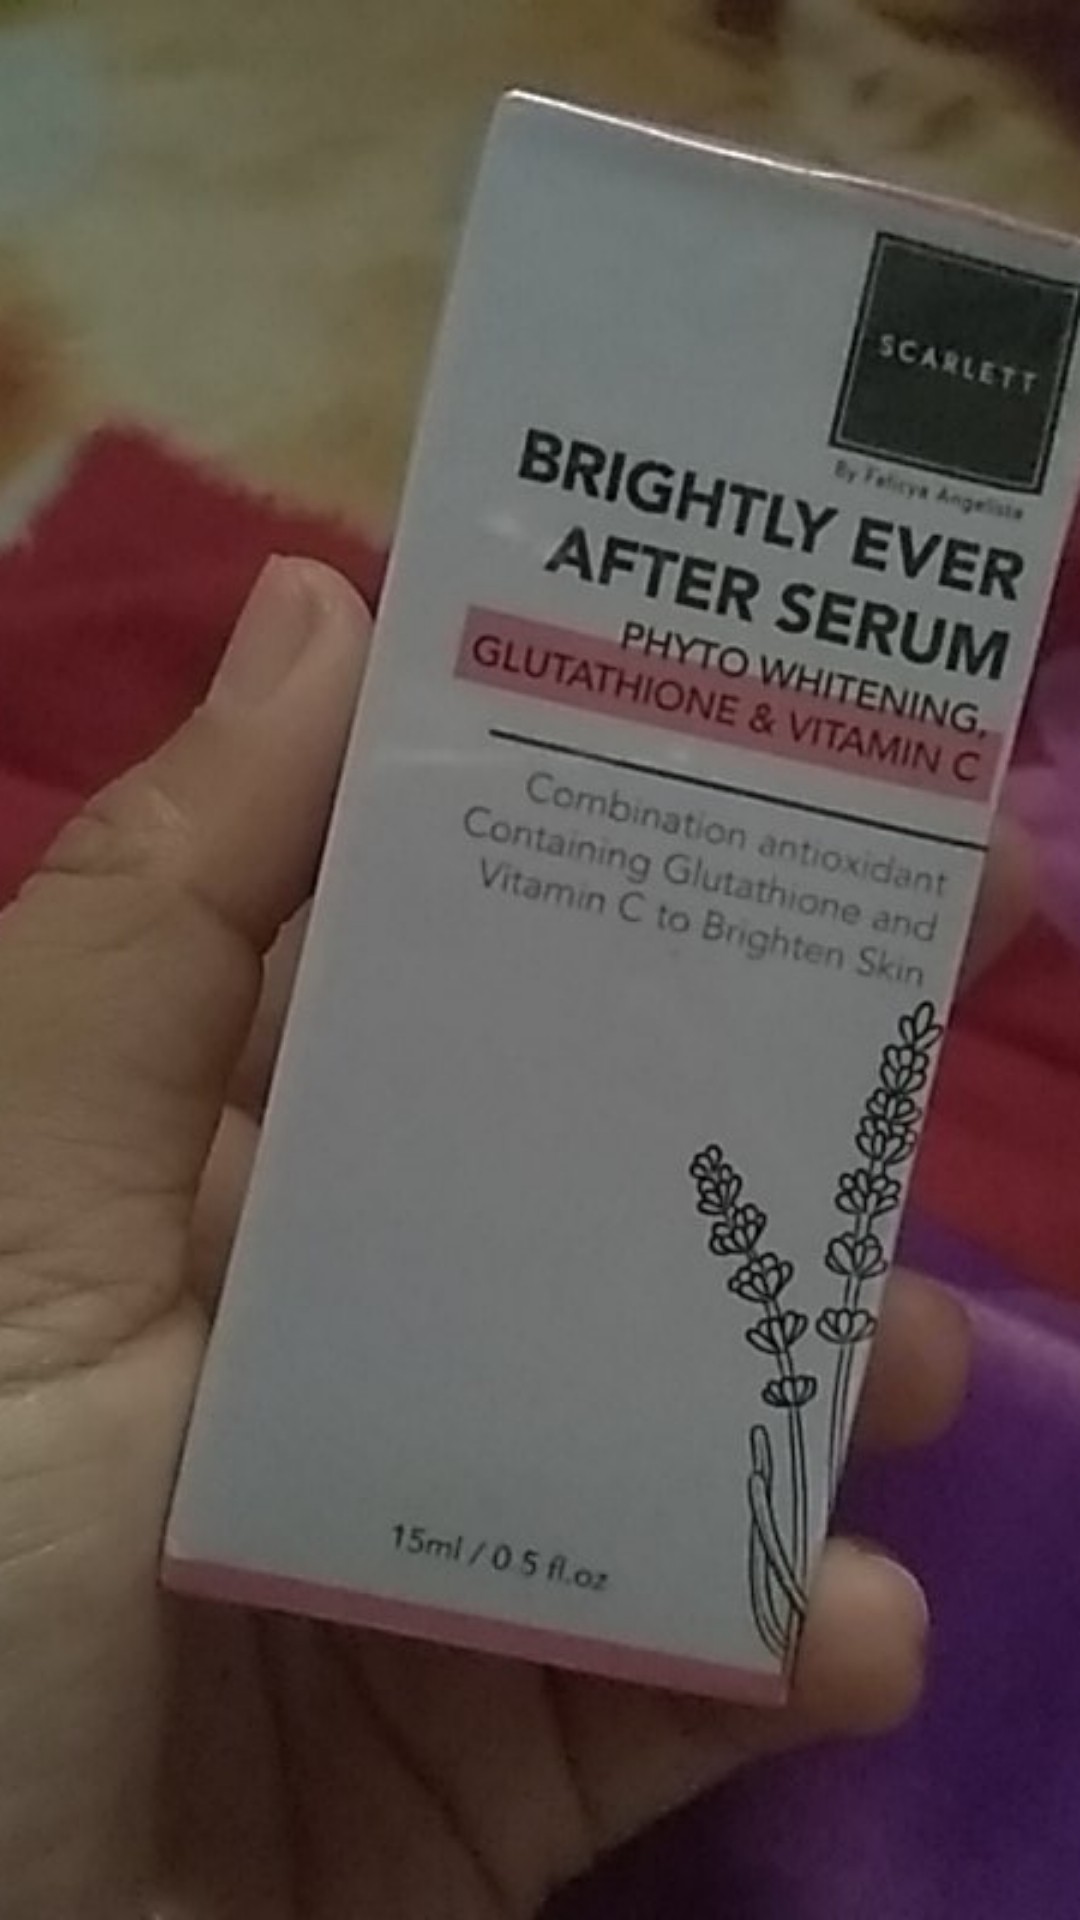 SCARLETT
By Felicya Angelista
BRIGHTLY EVER
AFTER SERUM
PHYTO WHITENING,
GLUTATHIONE & VITAMIN C
Combination antioxidant
Containing Glutathione and
Vitamin C to Brighten Skin
15ml / 0.5 fl.oz